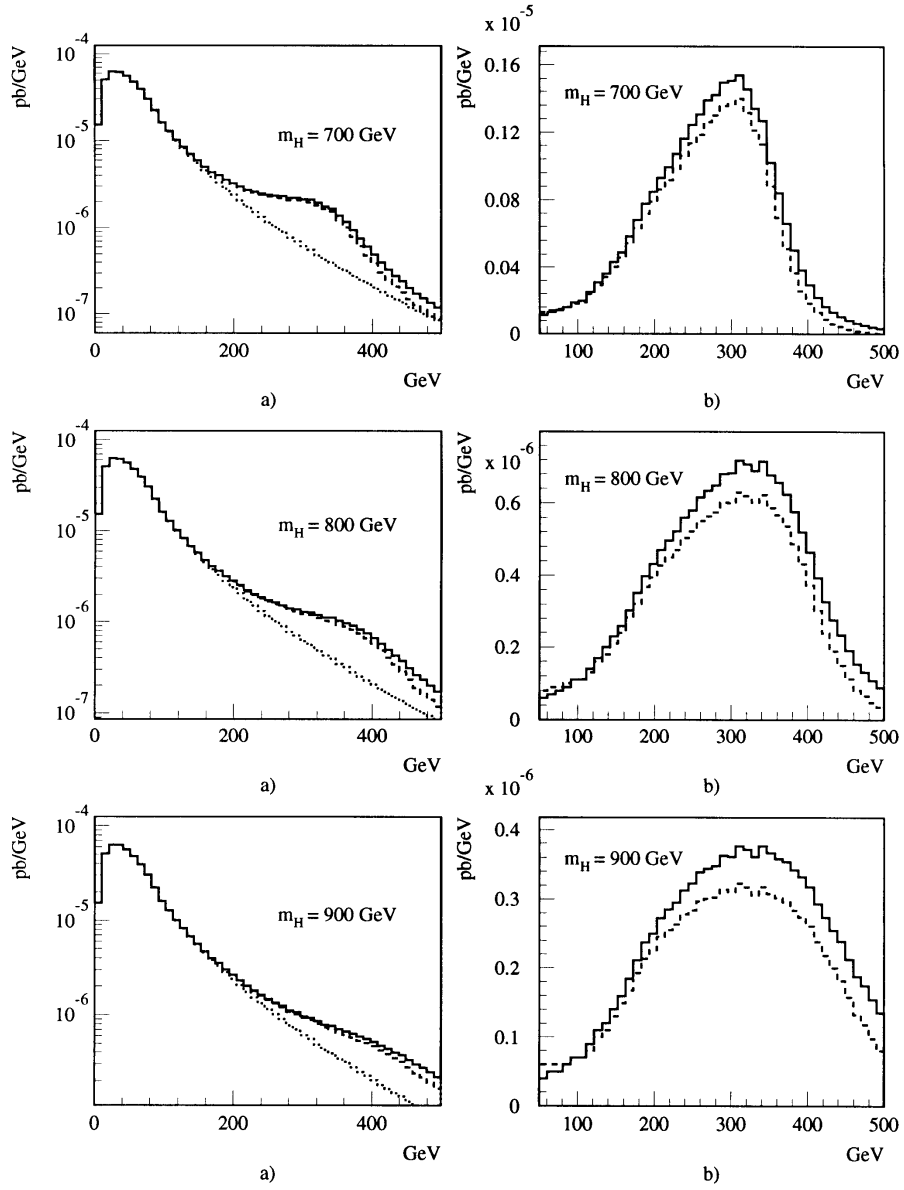 pb/GeV
10^-4
10^-5
10^-6
10^-7
m_H = 700 GeV
0 200 400
GeV
a)
x 10^-5
pb/GeV
0.16
0.12
0.08
0.04
0
m_H = 700 GeV
100 200 300 400 500
GeV
b)
pb/GeV
10^-4
10^-5
10^-6
10^-7
m_H = 800 GeV
0 200 400
GeV
a)
pb/GeV
x 10^-6
0.6
0.4
0.2
0
m_H = 800 GeV
100 200 300 400 500
GeV
b)
pb/GeV
10^-4
10^-5
10^-6
m_H = 900 GeV
0 200 400
GeV
a)
x 10^-6
pb/GeV
0.4
0.3
0.2
0.1
0
m_H = 900 GeV
100 200 300 400 500
GeV
b)